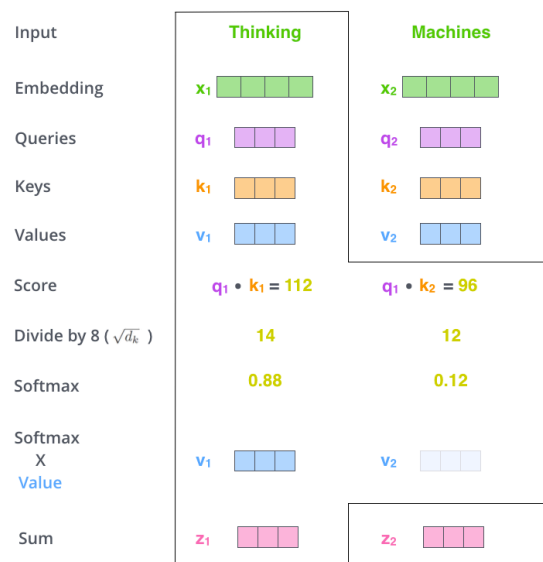 Input Thinking Machines
Embedding x₁ x₂
Queries q₁ q₂
Keys k₁ k₂
Values v₁ v₂
Score q₁ • k₁ = 112 q₁ • k₂ = 96
Divide by 8 ( √dₖ ) 14 12
Softmax 0.88 0.12
Softmax
X v₁ v₂
Value
Sum z₁ z₂